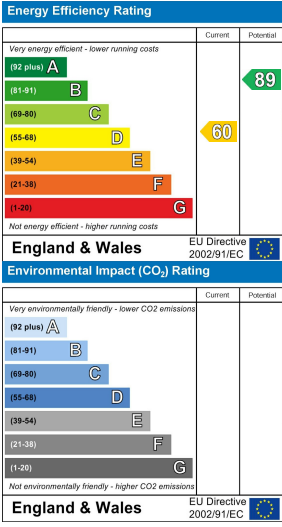 Energy Efficiency Rating
Current Potential
Very energy efficient - lower running costs
(92 plus) A
(81-91) B
(69-80) C
(55-68) D
(39-54) E
(21-38) F
(1-20) G
60
89
Not energy efficient - higher running costs
England & Wales
EU Directive
2002/91/EC
Environmental Impact (CO₂) Rating
Current Potential
Very environmentally friendly - lower CO2 emissions
(92 plus) A
(81-91) B
(69-80) C
(55-68) D
(39-54) E
(21-38) F
(1-20) G
Not environmentally friendly - higher CO2 emissions
England & Wales
EU Directive
2002/91/EC